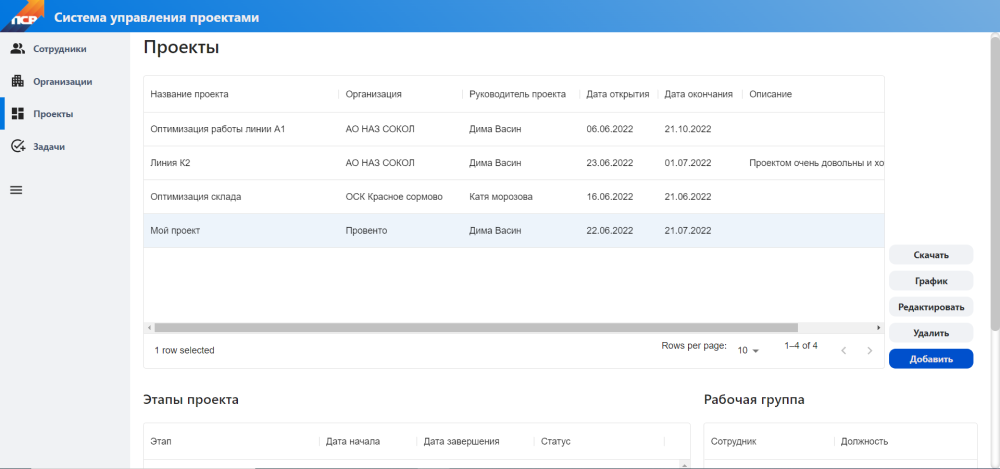 ПСР Система управления проектами
Сотрудники
Организации
Проекты
Задачи
Проекты
Название проекта Организация Руководитель проекта Дата открытия Дата окончания Описание
Оптимизация работы линии А1 АО НАЗ СОКОЛ Дима Васин 06.06.2022 21.10.2022
Линия К2 АО НАЗ СОКОЛ Дима Васин 23.06.2022 01.07.2022 Проектом очень довольны и хо
Оптимизация склада ОСК Красное сормово Катя морозова 16.06.2022 21.06.2022
Мой проект Провенто Дима Васин 22.06.2022 21.07.2022
1 row selected Rows per page: 10 1–4 of 4
Скачать
График
Редактировать
Удалить
Добавить
Этапы проекта
Этап Дата начала Дата завершения Статус
Рабочая группа
Сотрудник Должность